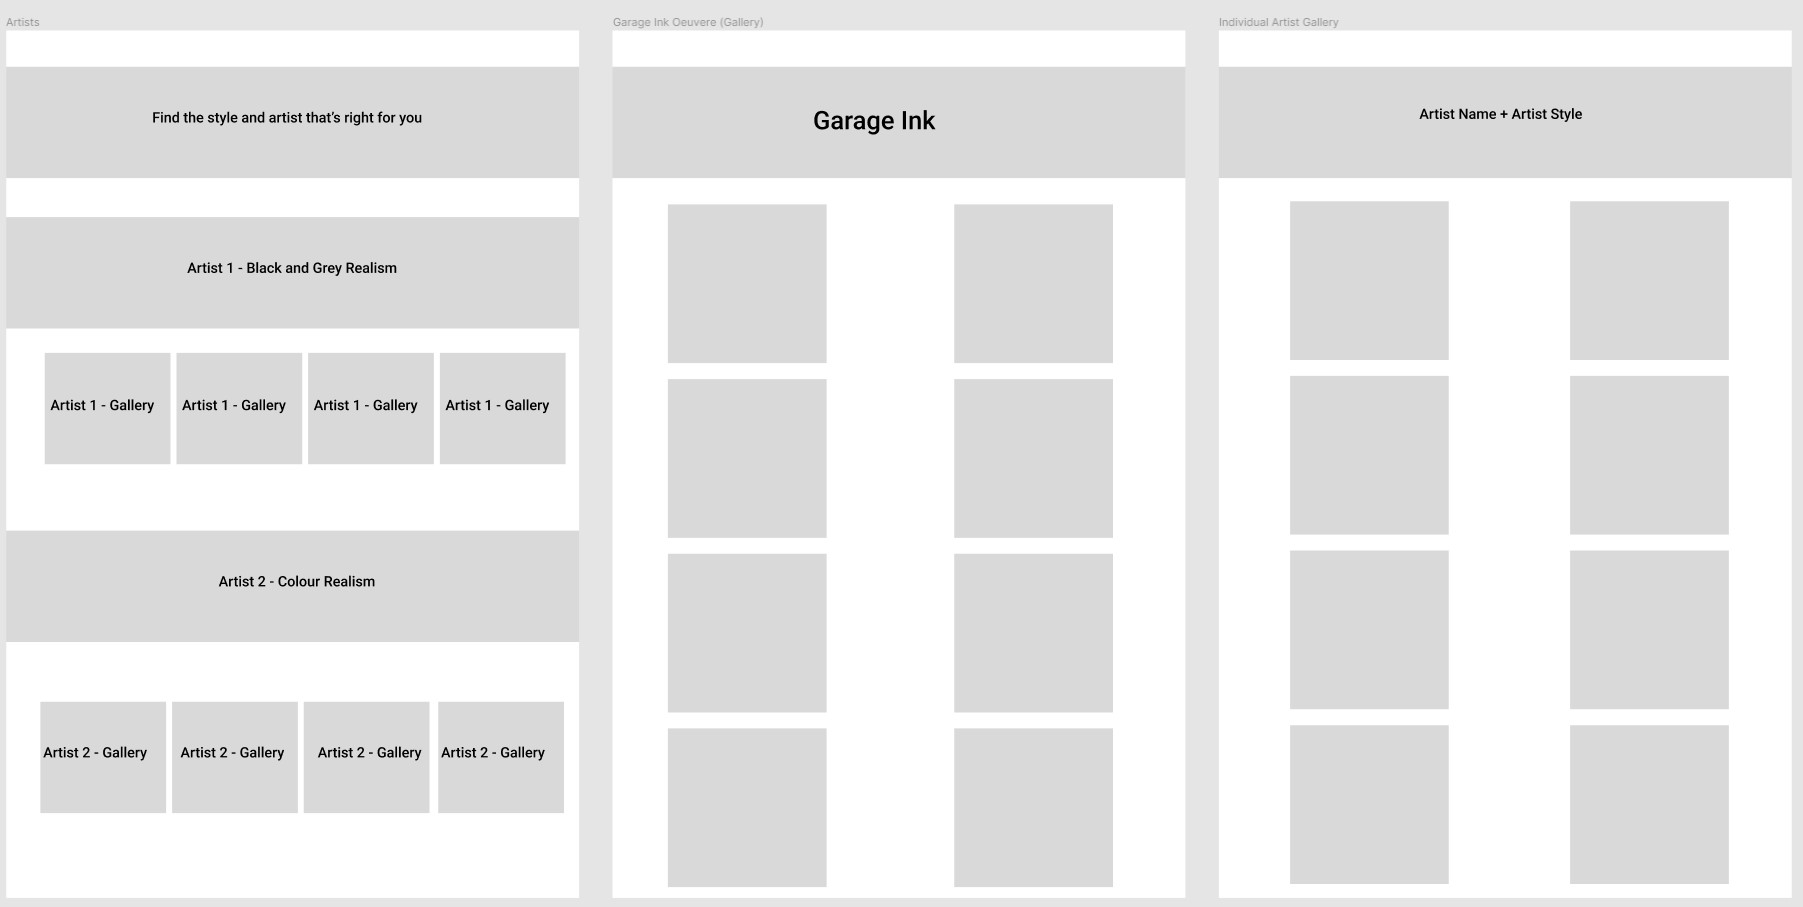 Artists
Find the style and artist that’s right for you
Artist 1 - Black and Grey Realism
Artist 1 - Gallery
Artist 1 - Gallery
Artist 1 - Gallery
Artist 1 - Gallery
Artist 2 - Colour Realism
Artist 2 - Gallery
Artist 2 - Gallery
Artist 2 - Gallery
Artist 2 - Gallery
Garage Ink Oeuvere (Gallery)
Garage Ink
Individual Artist Gallery
Artist Name + Artist Style